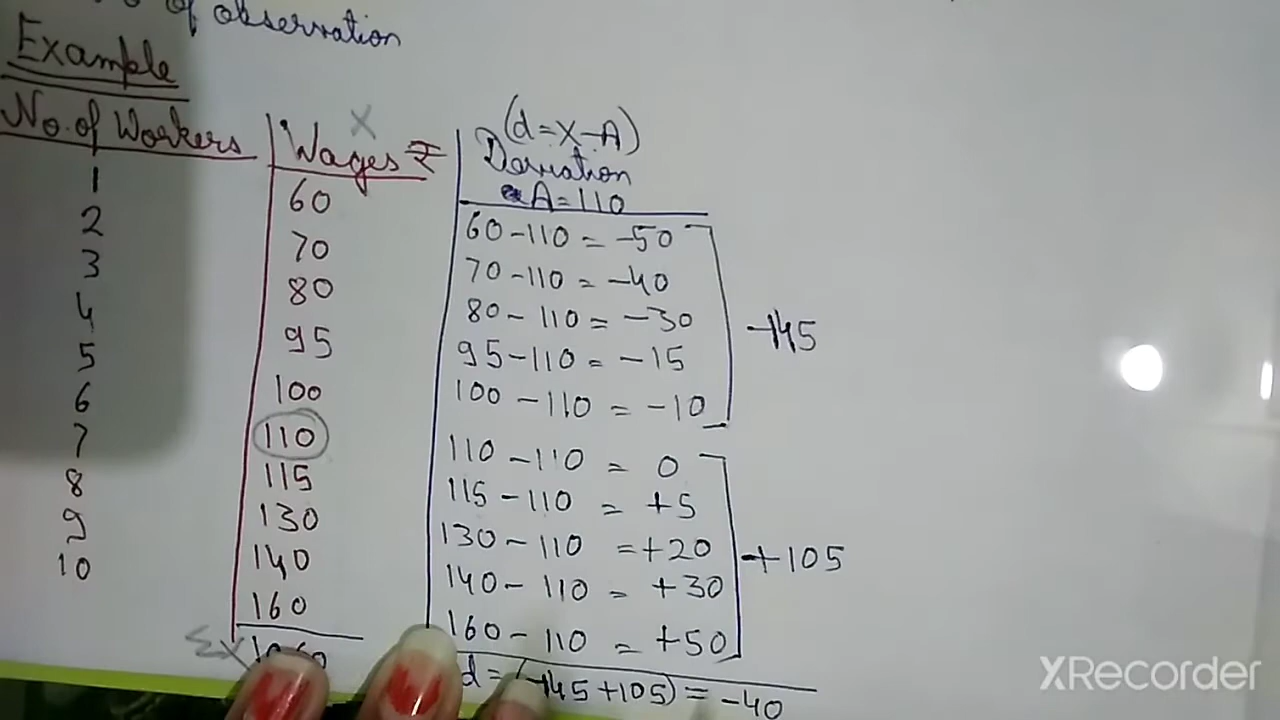 of observation
Example
No. of Workers | Wages ₹ X | (d=X-A) Deviation A=110
1 60 60-110 = -50
2 70 70-110 = -40
3 80 80-110 = -30
4 95 95-110 = -15
5 100 100-110 = -10
-145
6 110 110-110 = 0
7 115 115-110 = +5
8 130 130-110 = +20
9 140 140-110 = +30
10 160 160-110 = +50
+105
Σx d = (-145+105) = -40
XRecorder